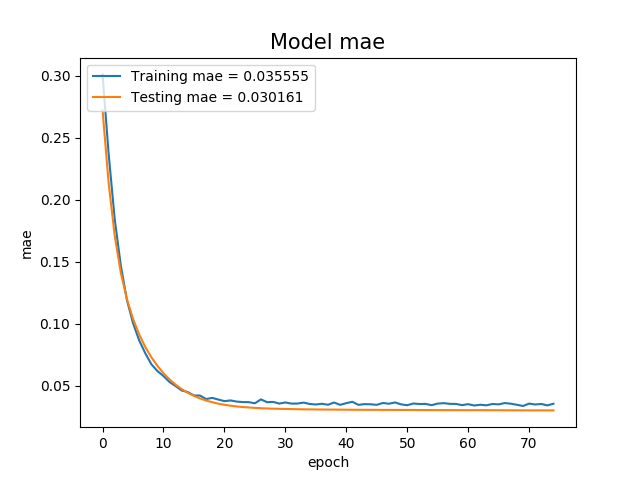 Model mae
Training mae = 0.035555
Testing mae = 0.030161
0.30
0.25
0.20
0.15
0.10
0.05
mae
0 10 20 30 40 50 60 70
epoch